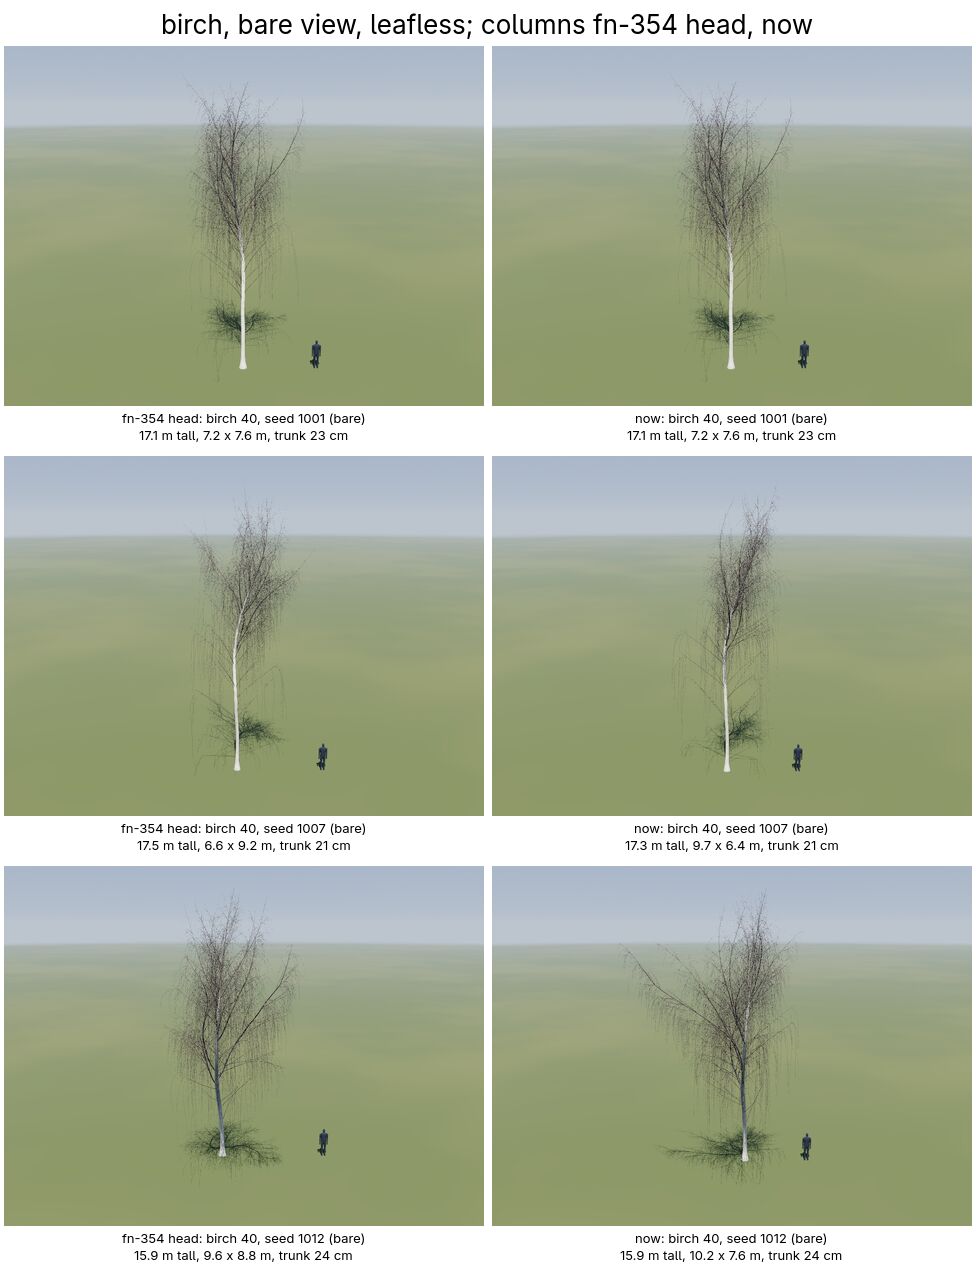 birch, bare view, leafless; columns fn-354 head, now
fn-354 head: birch 40, seed 1001 (bare)
17.1 m tall, 7.2 x 7.6 m, trunk 23 cm
now: birch 40, seed 1001 (bare)
17.1 m tall, 7.2 x 7.6 m, trunk 23 cm
fn-354 head: birch 40, seed 1007 (bare)
17.5 m tall, 6.6 x 9.2 m, trunk 21 cm
now: birch 40, seed 1007 (bare)
17.3 m tall, 9.7 x 6.4 m, trunk 21 cm
fn-354 head: birch 40, seed 1012 (bare)
15.9 m tall, 9.6 x 8.8 m, trunk 24 cm
now: birch 40, seed 1012 (bare)
15.9 m tall, 10.2 x 7.6 m, trunk 24 cm